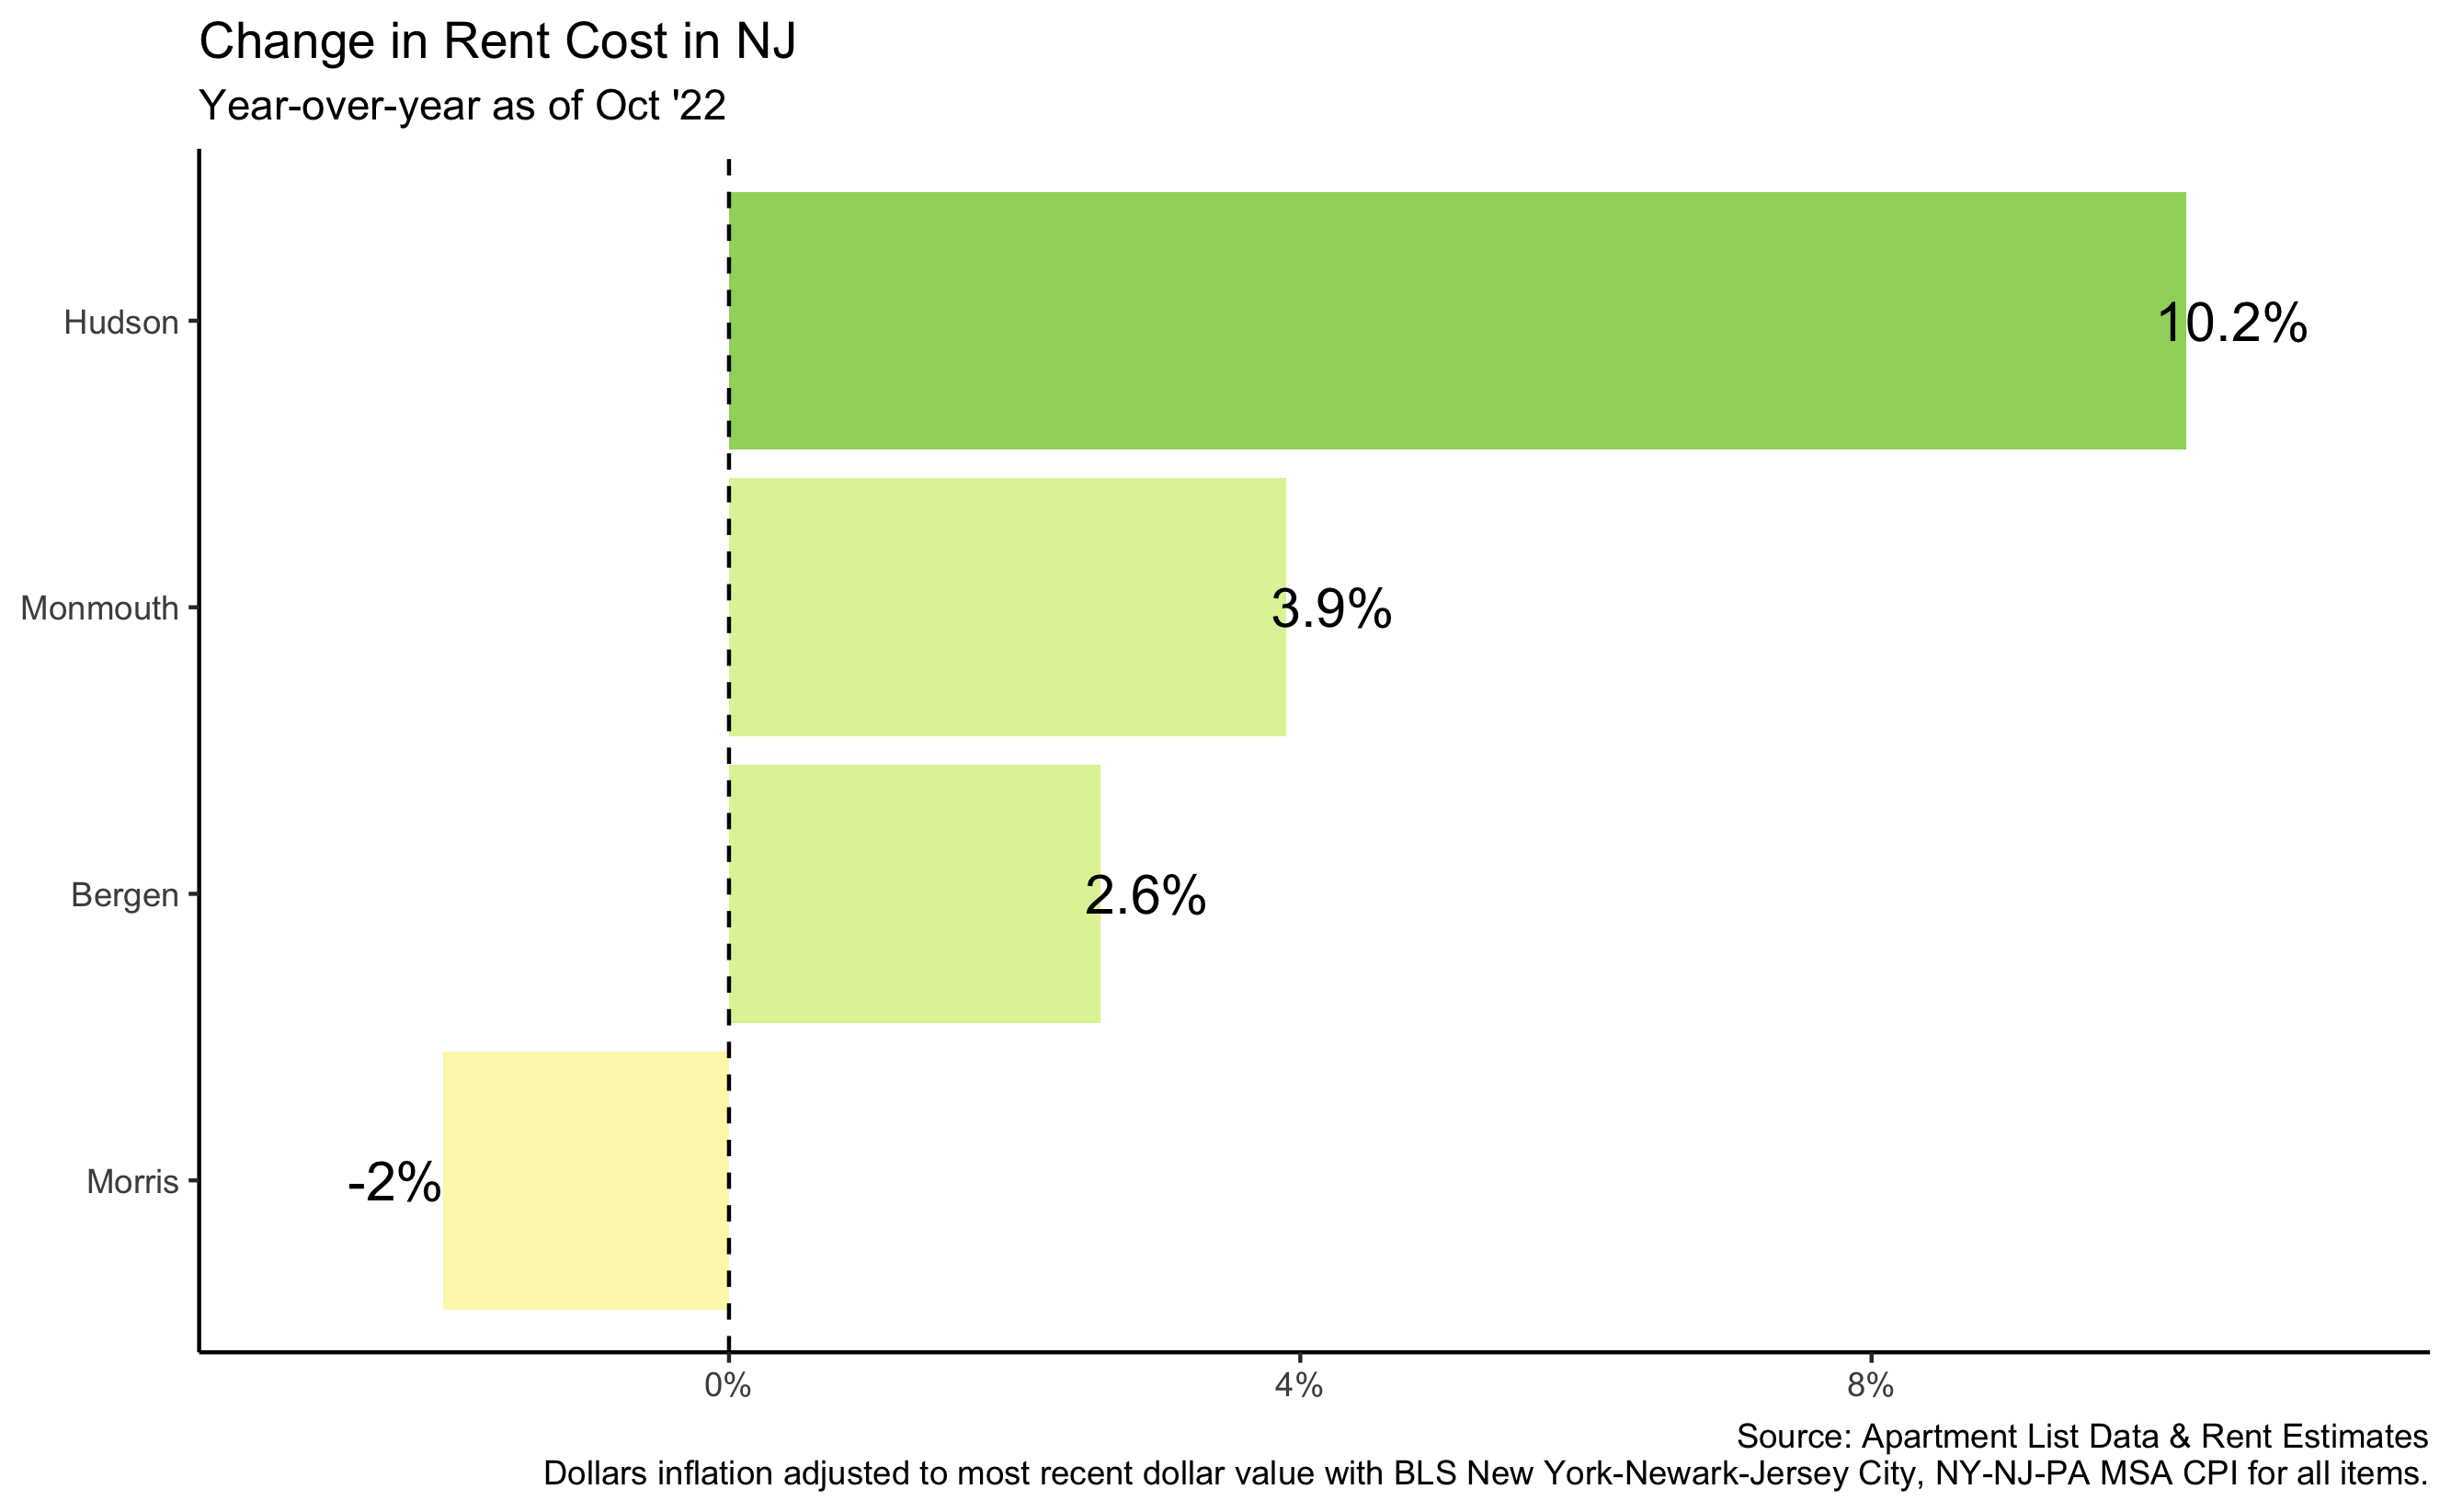 Change in Rent Cost in NJ
Year-over-year as of Oct '22
Hudson
10.2%
Monmouth
3.9%
Bergen
2.6%
Morris
-2%
0%
4%
8%
Source: Apartment List Data & Rent Estimates
Dollars inflation adjusted to most recent dollar value with BLS New York-Newark-Jersey City, NY-NJ-PA MSA CPI for all items.